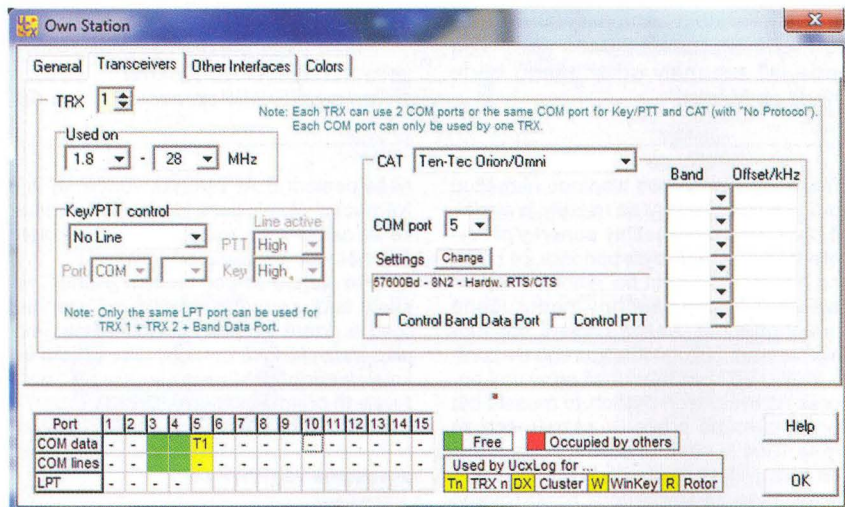 Own Station
General Transceivers Other Interfaces Colors
TRX 1
Note: Each TRX can use 2 COM ports or the same COM port for Key/PTT and CAT (with "No Protocol").
Each COM port can only be used by one TRX.
Used on
1.8 - 28 MHz
CAT Ten-Tec Orion/Omni
Band Offset/kHz
Key/PTT control
Line active
No Line
PTT High
Port COM
Key High
COM port 5
Settings Change
57600Bd - 8N2 - Hardw. RTS/CTS
Note: Only the same LPT port can be used for
TRX 1 + TRX 2 + Band Data Port.
Control Band Data Port Control PTT
Port 1 2 3 4 5 6 7 8 9 10 11 12 13 14 15
COM data - - T1 - - - - - - - - - -
COM lines - - - - - - - - - - - - -
LPT - - - -
Free Occupied by others
Used by UcxLog for ...
Tn TRX n DX Cluster W WinKey R Rotor
Help
OK